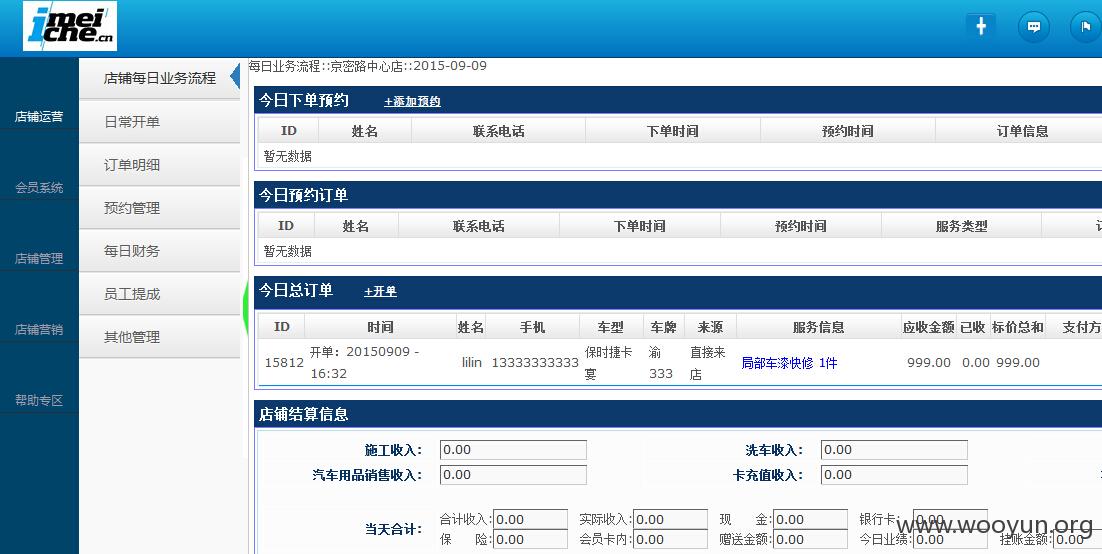 imeiche.cn
店铺运营
会员系统
店铺管理
店铺营销
帮助专区
店铺每日业务流程
日常开单
订单明细
预约管理
每日财务
员工提成
其他管理
每日业务流程::京密路中心店::2015-09-09
今日下单预约 +添加预约
ID 姓名 联系电话 下单时间 预约时间 订单信息
暂无数据
今日预约订单
ID 姓名 联系电话 下单时间 预约时间 服务类型
暂无数据
今日总订单 +开单
ID 时间 姓名 手机 车型 车牌 来源 服务信息 应收金额 已收 标价总和 支付方
15812 开单：20150909 - 16:32 lilin 13333333333 保时捷卡宴 渝333 直接来店 局部车漆快修 1件 999.00 0.00 999.00
店铺结算信息
施工收入： 0.00 洗车收入： 0.00
汽车用品销售收入： 0.00 卡充值收入： 0.00
当天合计：
合计收入: 0.00 实际收入: 0.00 现 金: 0.00 银行卡: 0.00
保 险: 0.00 会员卡内: 0.00 赠送金额: 0.00 今日业绩: 0.00 挂账金额: 0.00
www.wooyun.org